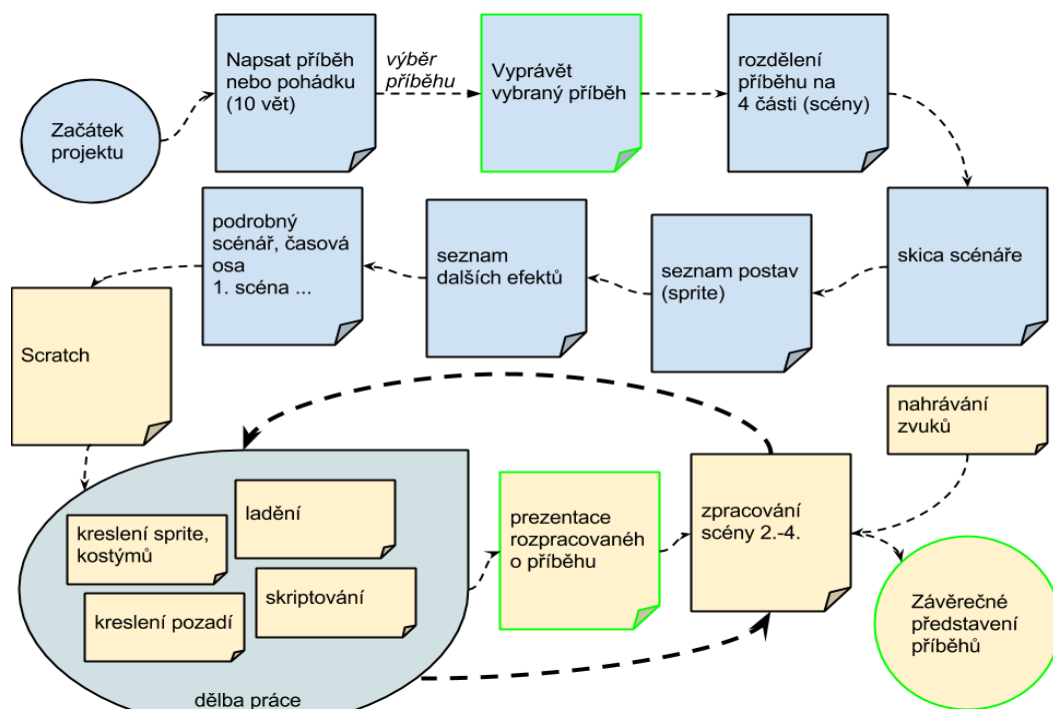 Začátek
projektu
Napsat příběh
nebo pohádku
(10 vět)
výběr
příběhu
Vyprávět
vybraný příběh
rozdělení
příběhu na
4 části (scény)
skica scénáře
seznam postav
(sprite)
seznam
dalších efektů
podrobný
scénář, časová
osa
1. scéna ...
Scratch
kreslení sprite,
kostýmů
ladění
kreslení pozadí
skriptování
dělba práce
prezentace
rozpracovanéh
o příběhu
zpracování
scény 2.-4.
nahrávání
zvuků
Závěrečné
představení
příběhů